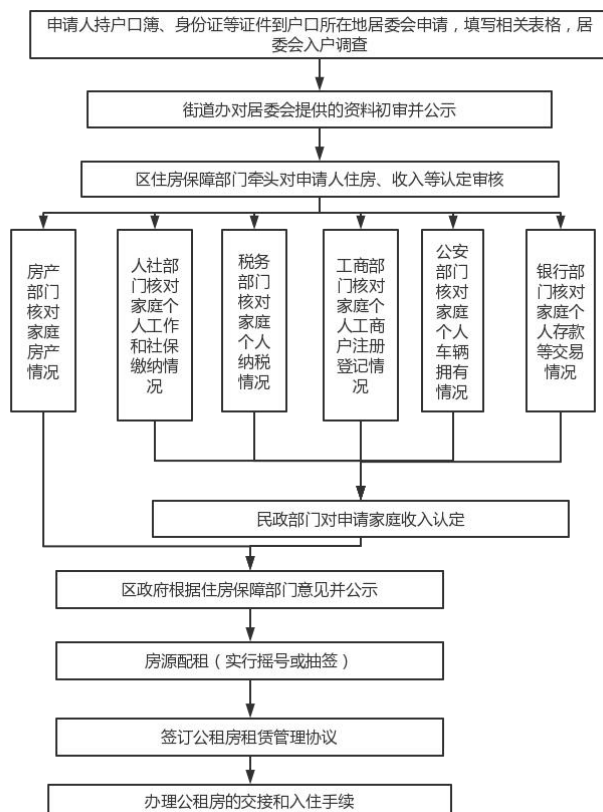 申请人持户口簿、身份证等证件到户口所在地居委会申请，填写相关表格，居
委会入户调查
街道办对居委会提供的资料初审并公示
区住房保障部门牵头对申请人住房、收入等认定审核
房产
部门
核对
家庭
房产
情况
人社部
门核对
家庭个
人工作
和社保
缴纳情
况
税务
部门
核对
家庭
个人
纳税
情况
工商部
门核对
家庭个
人工商
户注册
登记情
况
公安
部门
核对
家庭
个人
车辆
拥有
情况
银行部
门核对
家庭个
人存款
等交易
情况
民政部门对申请家庭收入认定
区政府根据住房保障部门意见并公示
房源配租（实行摇号或抽签）
签订公租房租赁管理协议
办理公租房的交接和入住手续